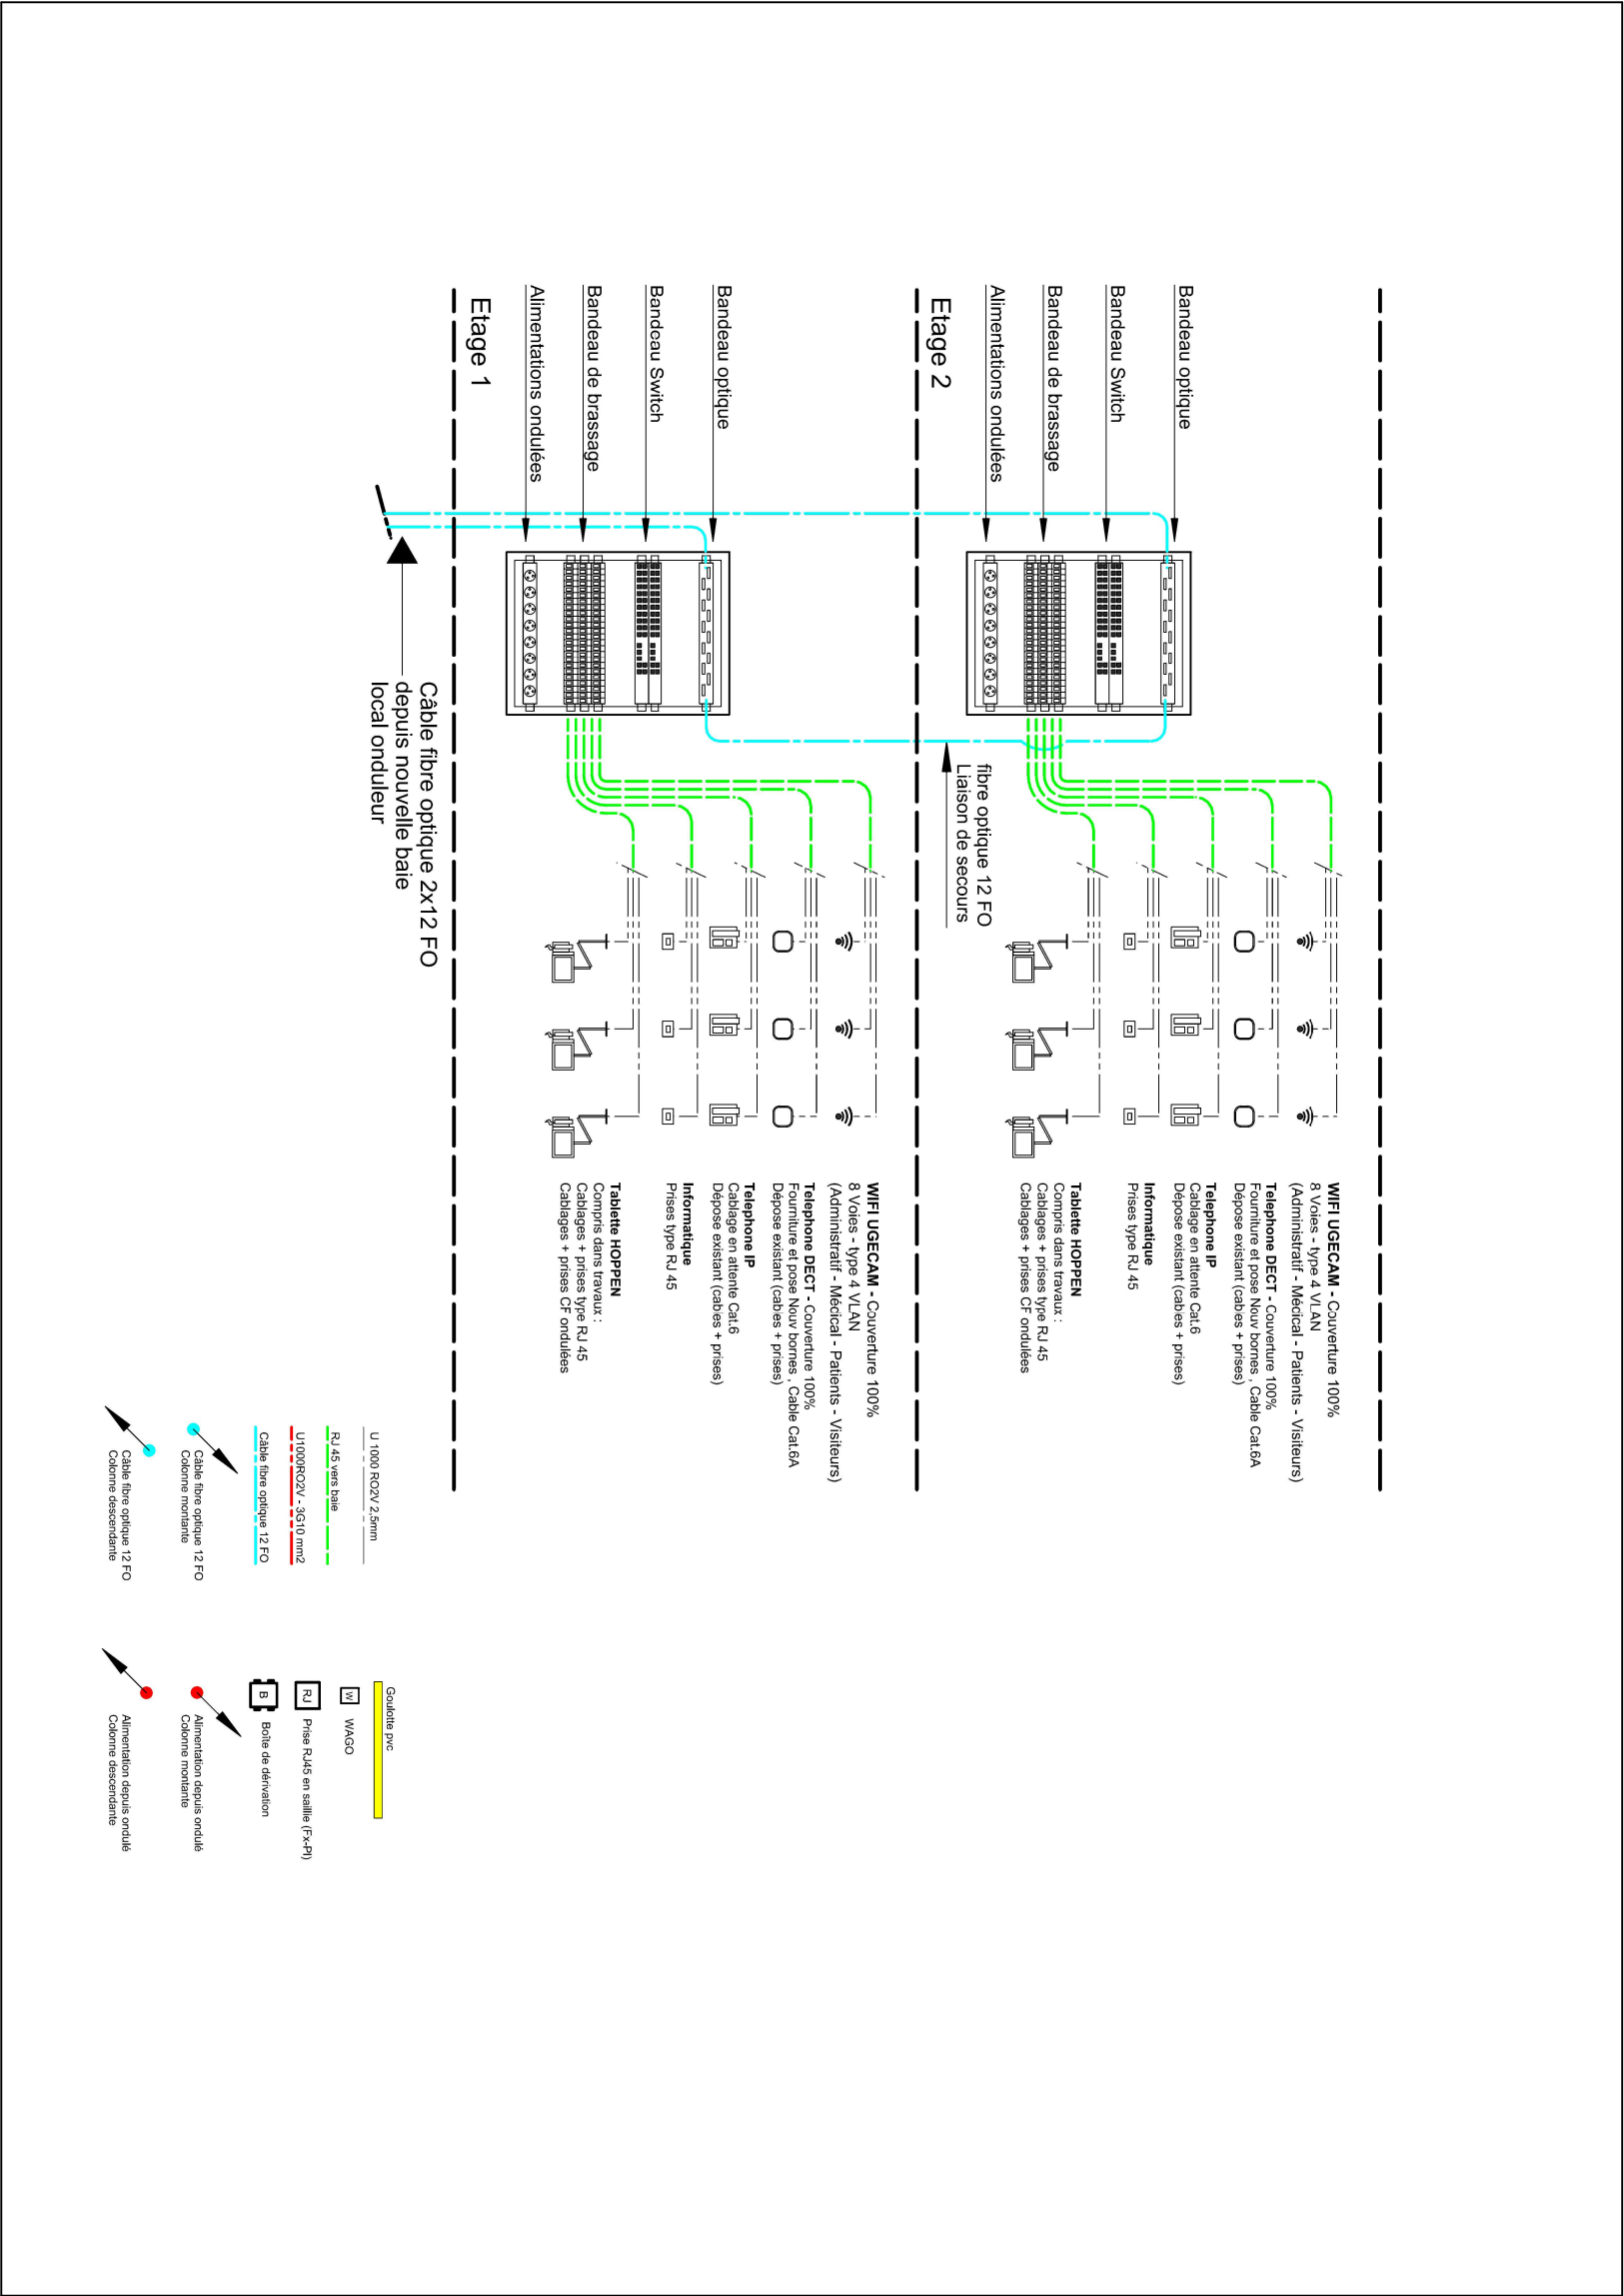 Bandeau optique
Bandeau Switch
Bandeau de brassage
Alimentations ondulées
Etage 2
WIFI UGECAM - Couverture 100%
8 Voies - type 4 VLAN
(Administratif - Médical - Patients - Visiteurs)
Telephone DECT - Couverture 100%
Fourniture et pose Nouv bornes , Cable Cat.6A
Dépose existant (cables + prises)
Telephone IP
Cablage en attente Cat.6
Dépose existant (cables + prises)
Informatique
Prises type RJ 45
Tablette HOPPEN
Compris dans travaux :
Cablages + prises type RJ 45
Cablages + prises CF ondulées
fibre optique 12 FO
Liaison de secours
Bandeau optique
Bandeau Switch
Bandeau de brassage
Alimentations ondulées
Etage 1
WIFI UGECAM - Couverture 100%
8 Voies - type 4 VLAN
(Administratif - Médical - Patients - Visiteurs)
Telephone DECT - Couverture 100%
Fourniture et pose Nouv bornes , Cable Cat.6A
Dépose existant (cables + prises)
Telephone IP
Cablage en attente Cat.6
Dépose existant (cables + prises)
Informatique
Prises type RJ 45
Tablette HOPPEN
Compris dans travaux :
Cablages + prises type RJ 45
Cablages + prises CF ondulées
Câble fibre optique 2x12 FO
depuis nouvelle baie
local onduleur
U 1000 RO2V 2,5mm
RJ 45 vers baie
U1000RO2V - 3G10 mm2
Câble fibre optique 12 FO
Câble fibre optique 12 FO
Colonne montante
Câble fibre optique 12 FO
Colonne descendante
Goulotte pvc
W WAGO
RJ Prise RJ45 en saillie (Fx-Pl)
B Boîte de dérivation
Alimentation depuis ondulé
Colonne montante
Alimentation depuis ondulé
Colonne descendante